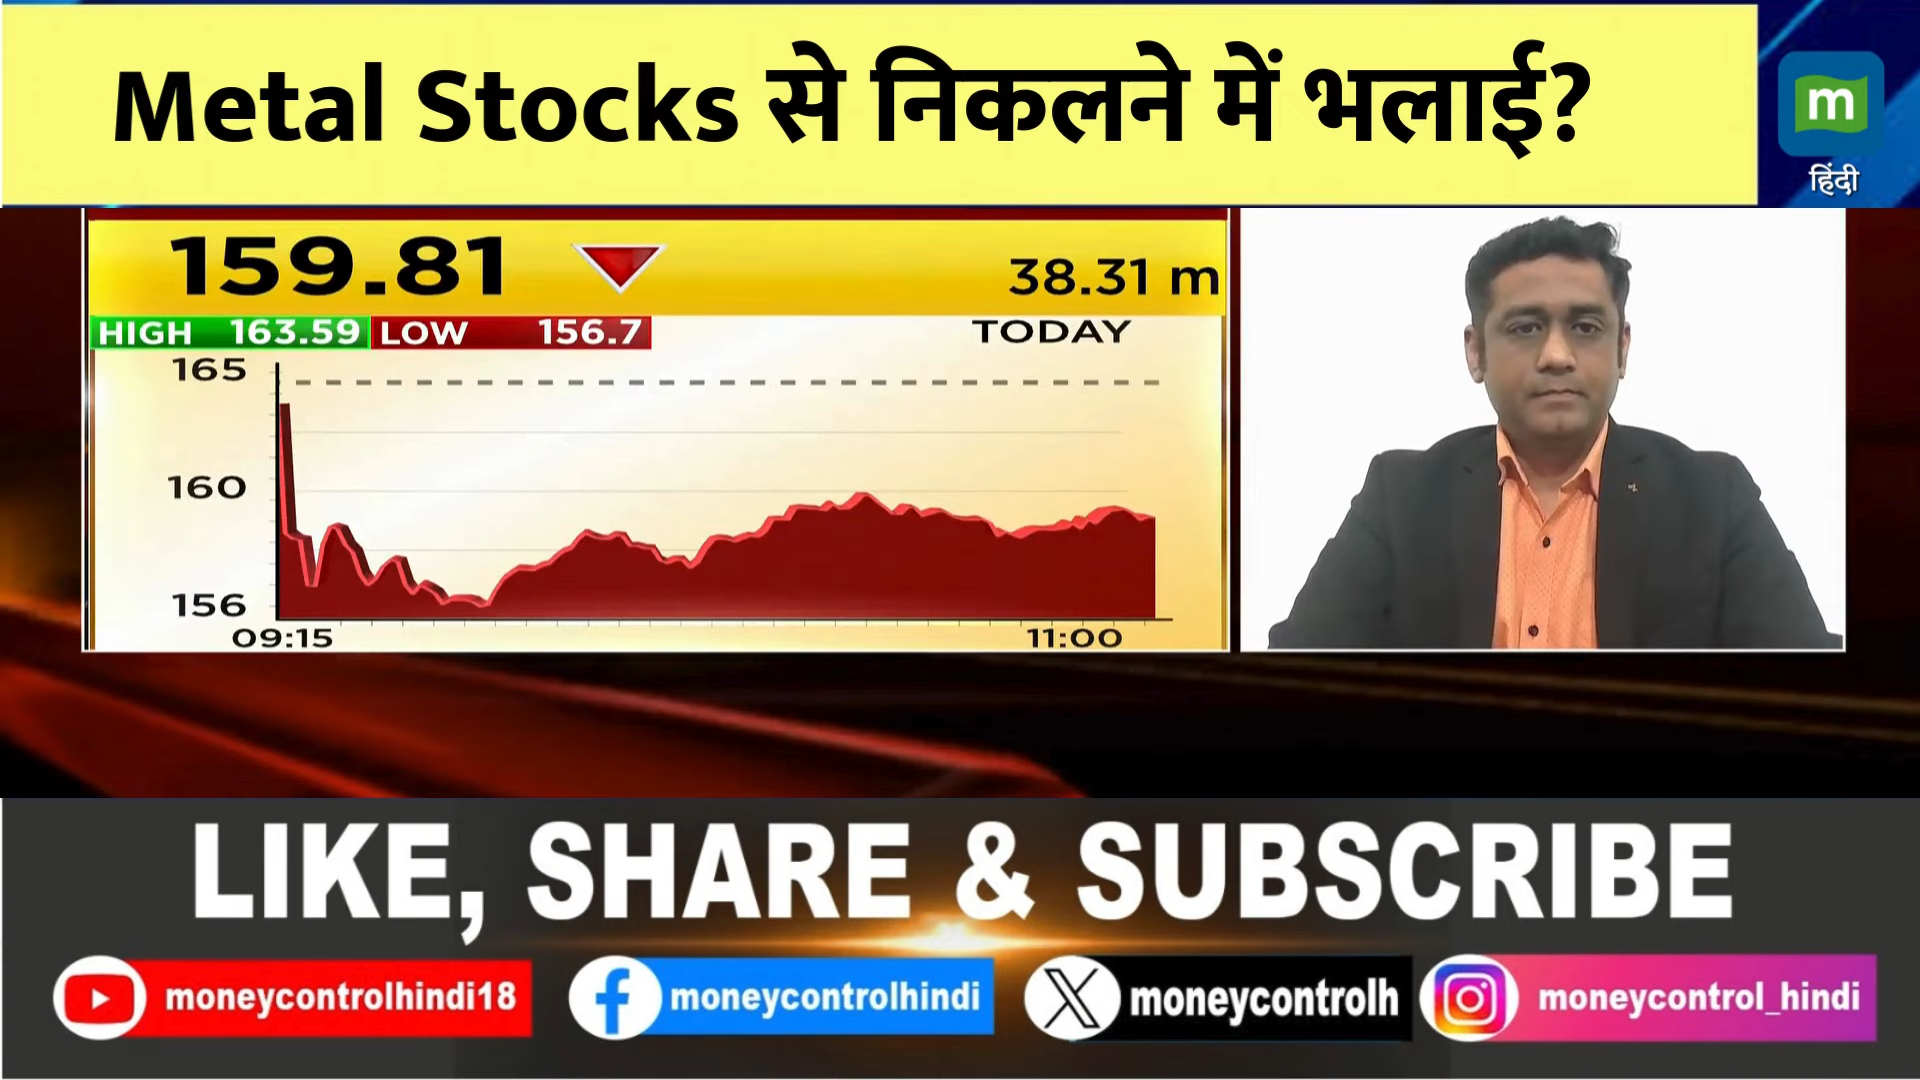 Metal Stocks से निकलने में भलाई?
m
हिंदी
159.81
38.31 m
HIGH 163.59 LOW 156.7
TODAY
165
160
156
09:15 11:00
LIKE, SHARE & SUBSCRIBE
moneycontrolhindi18 moneycontrolhindi moneycontrolh moneycontrol_hindi